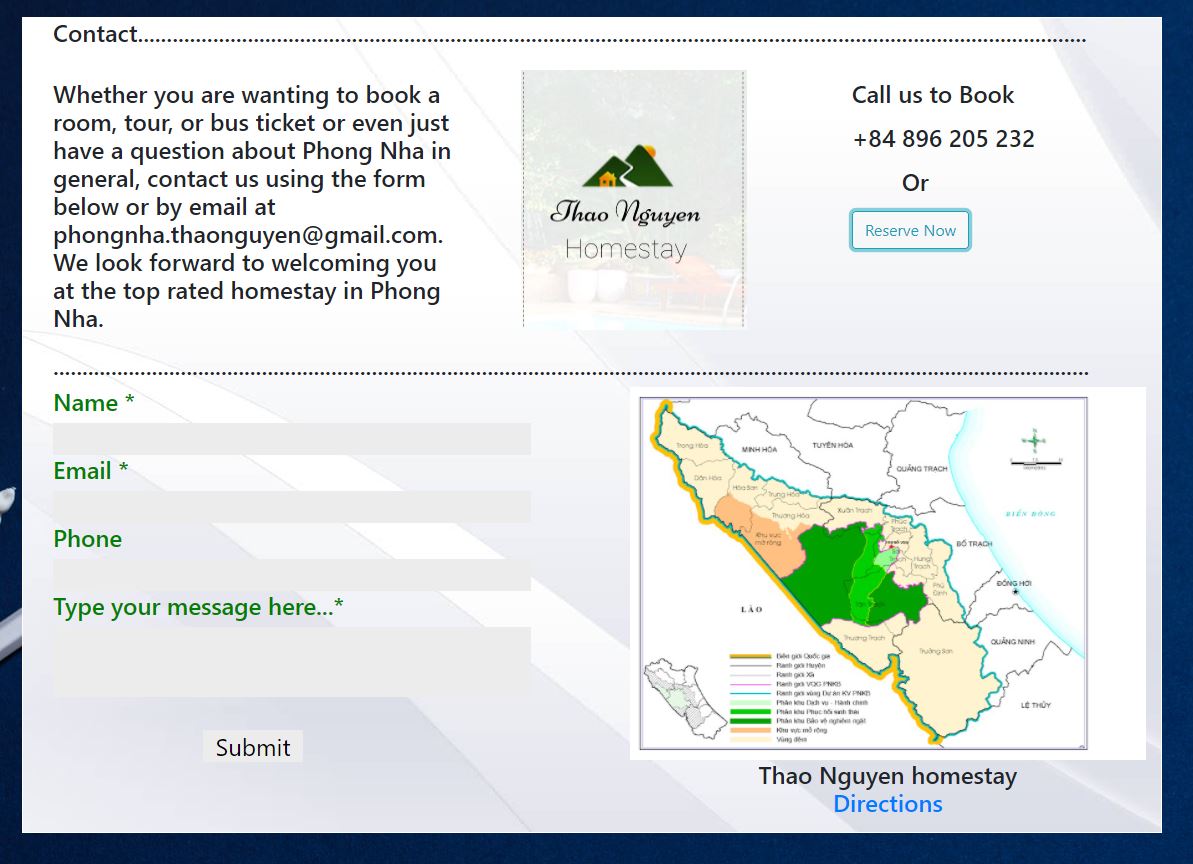 Contact....................................................................................................................................................................
Whether you are wanting to book a
room, tour, or bus ticket or even just
have a question about Phong Nha in
general, contact us using the form
below or by email at
phongnha.thaonguyen@gmail.com.
We look forward to welcoming you
at the top rated homestay in Phong
Nha.
Thao Nguyen
Homestay
Call us to Book
+84 896 205 232
Or
Reserve Now
Name *
Email *
Phone
Type your message here...*
Submit
Trọng Hóa
MINH HÓA
TUYÊN HÓA
QUẢNG TRẠCH
Dân Hóa
Hóa Sơn
Trung Hóa
Thượng Hóa
Xuân Trạch
Phúc
Trạch
BIỂN ĐÔNG
Khu vực
mở rộng
BỐ TRẠCH
Hưng
Trạch
Phú
Định
ĐỒNG HỚI
LÀO
Tân Trạch
Thượng Trạch
Trường Sơn
QUẢNG NINH
LỆ THỦY
Biên giới Quốc gia
Ranh giới Huyện
Ranh giới Xã
Ranh giới VQG PNKB
Ranh giới vùng Dự án KV PNKB
Phân khu Dịch vụ - Hành chính
Phân khu Phục hồi sinh thái
Phân khu Bảo vệ nghiêm ngặt
Khu vực mở rộng
Vùng đệm
Thao Nguyen homestay
Directions